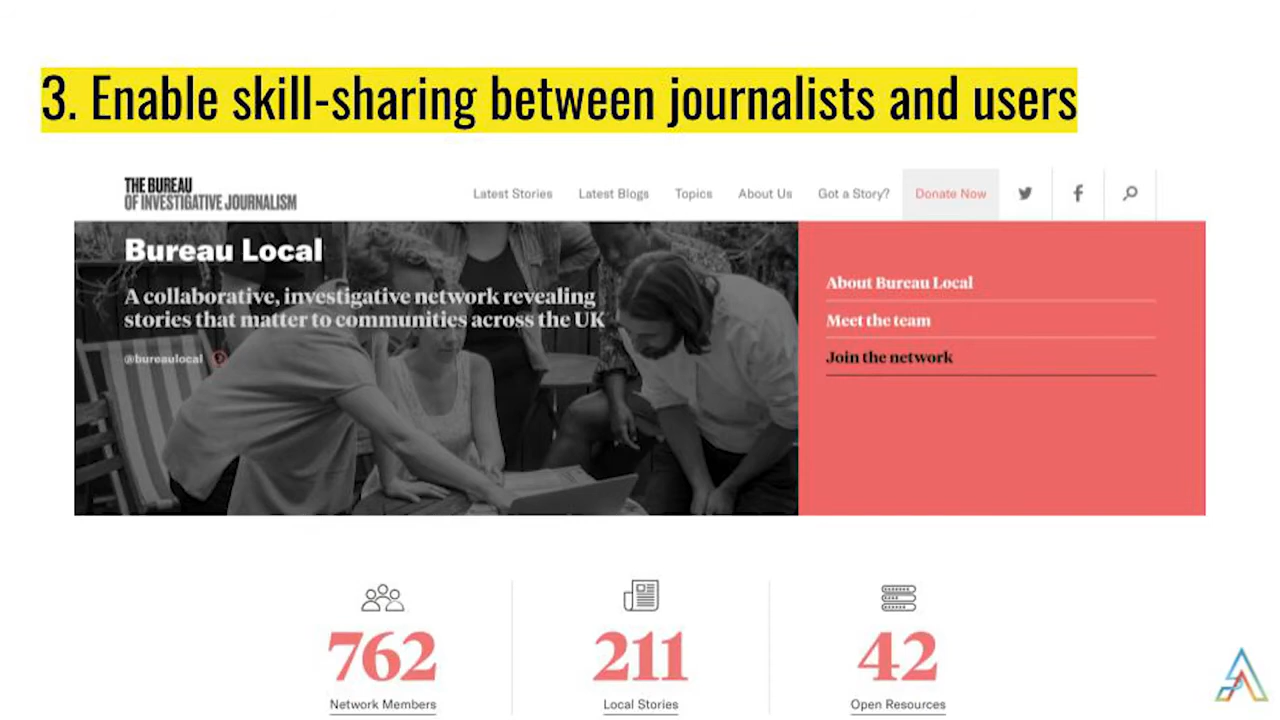 3. Enable skill-sharing between journalists and users
THE BUREAU
OF INVESTIGATIVE JOURNALISM
Latest Stories
Latest Blogs
Topics
About Us
Got a Story?
Donate Now
Bureau Local
A collaborative, investigative network revealing
stories that matter to communities across the UK
@bureaulocal
About Bureau Local
Meet the team
Join the network
762
Network Members
211
Local Stories
42
Open Resources